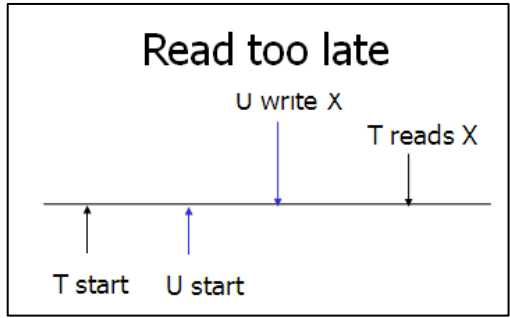 Read too late
U write X
T reads X
T start
U start